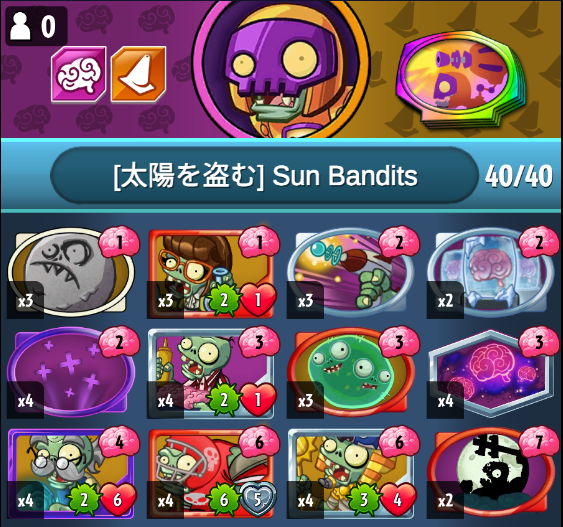 0
[太陽を盗む] Sun Bandits 40/40
1 1 2 2
x3 x3 2 1 x3 x2
2 3 3 3
x4 x4 2 1 x3 x4
4 6 6 7
x4 2 6 x4 6 5 x4 3 4 x2